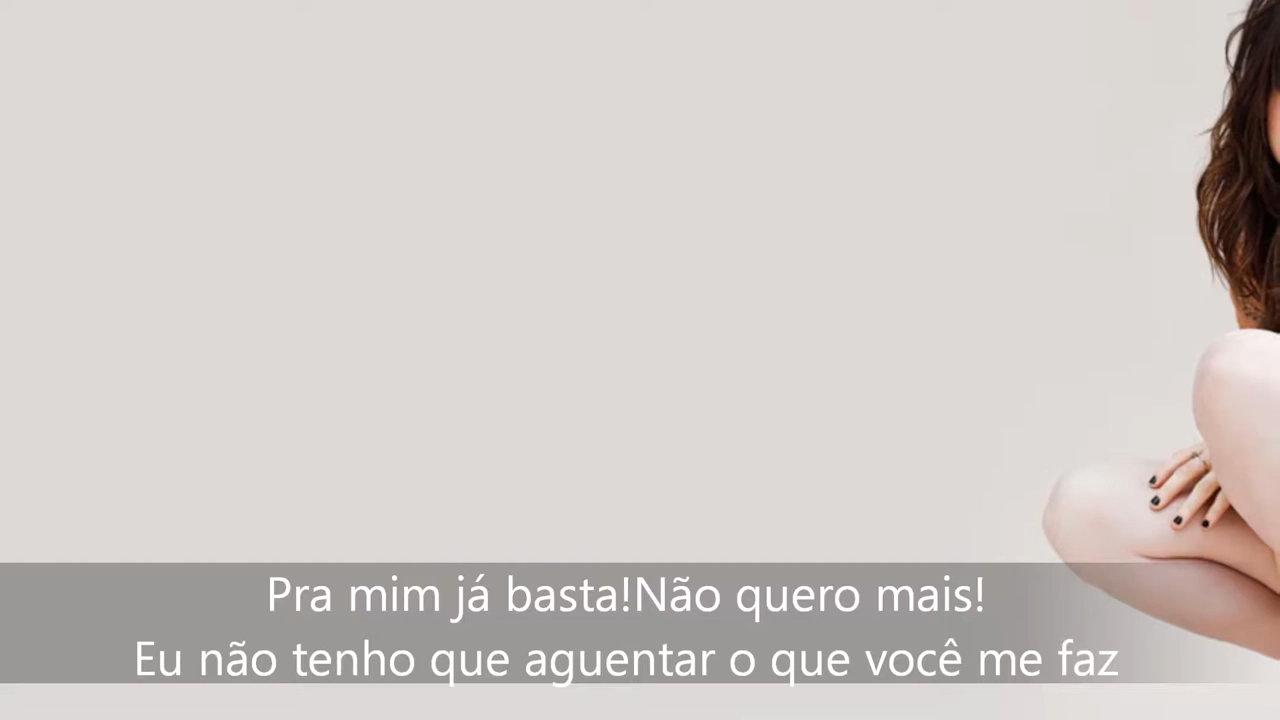 Pra mim já basta!Não quero mais!
Eu não tenho que aguentar o que você me faz